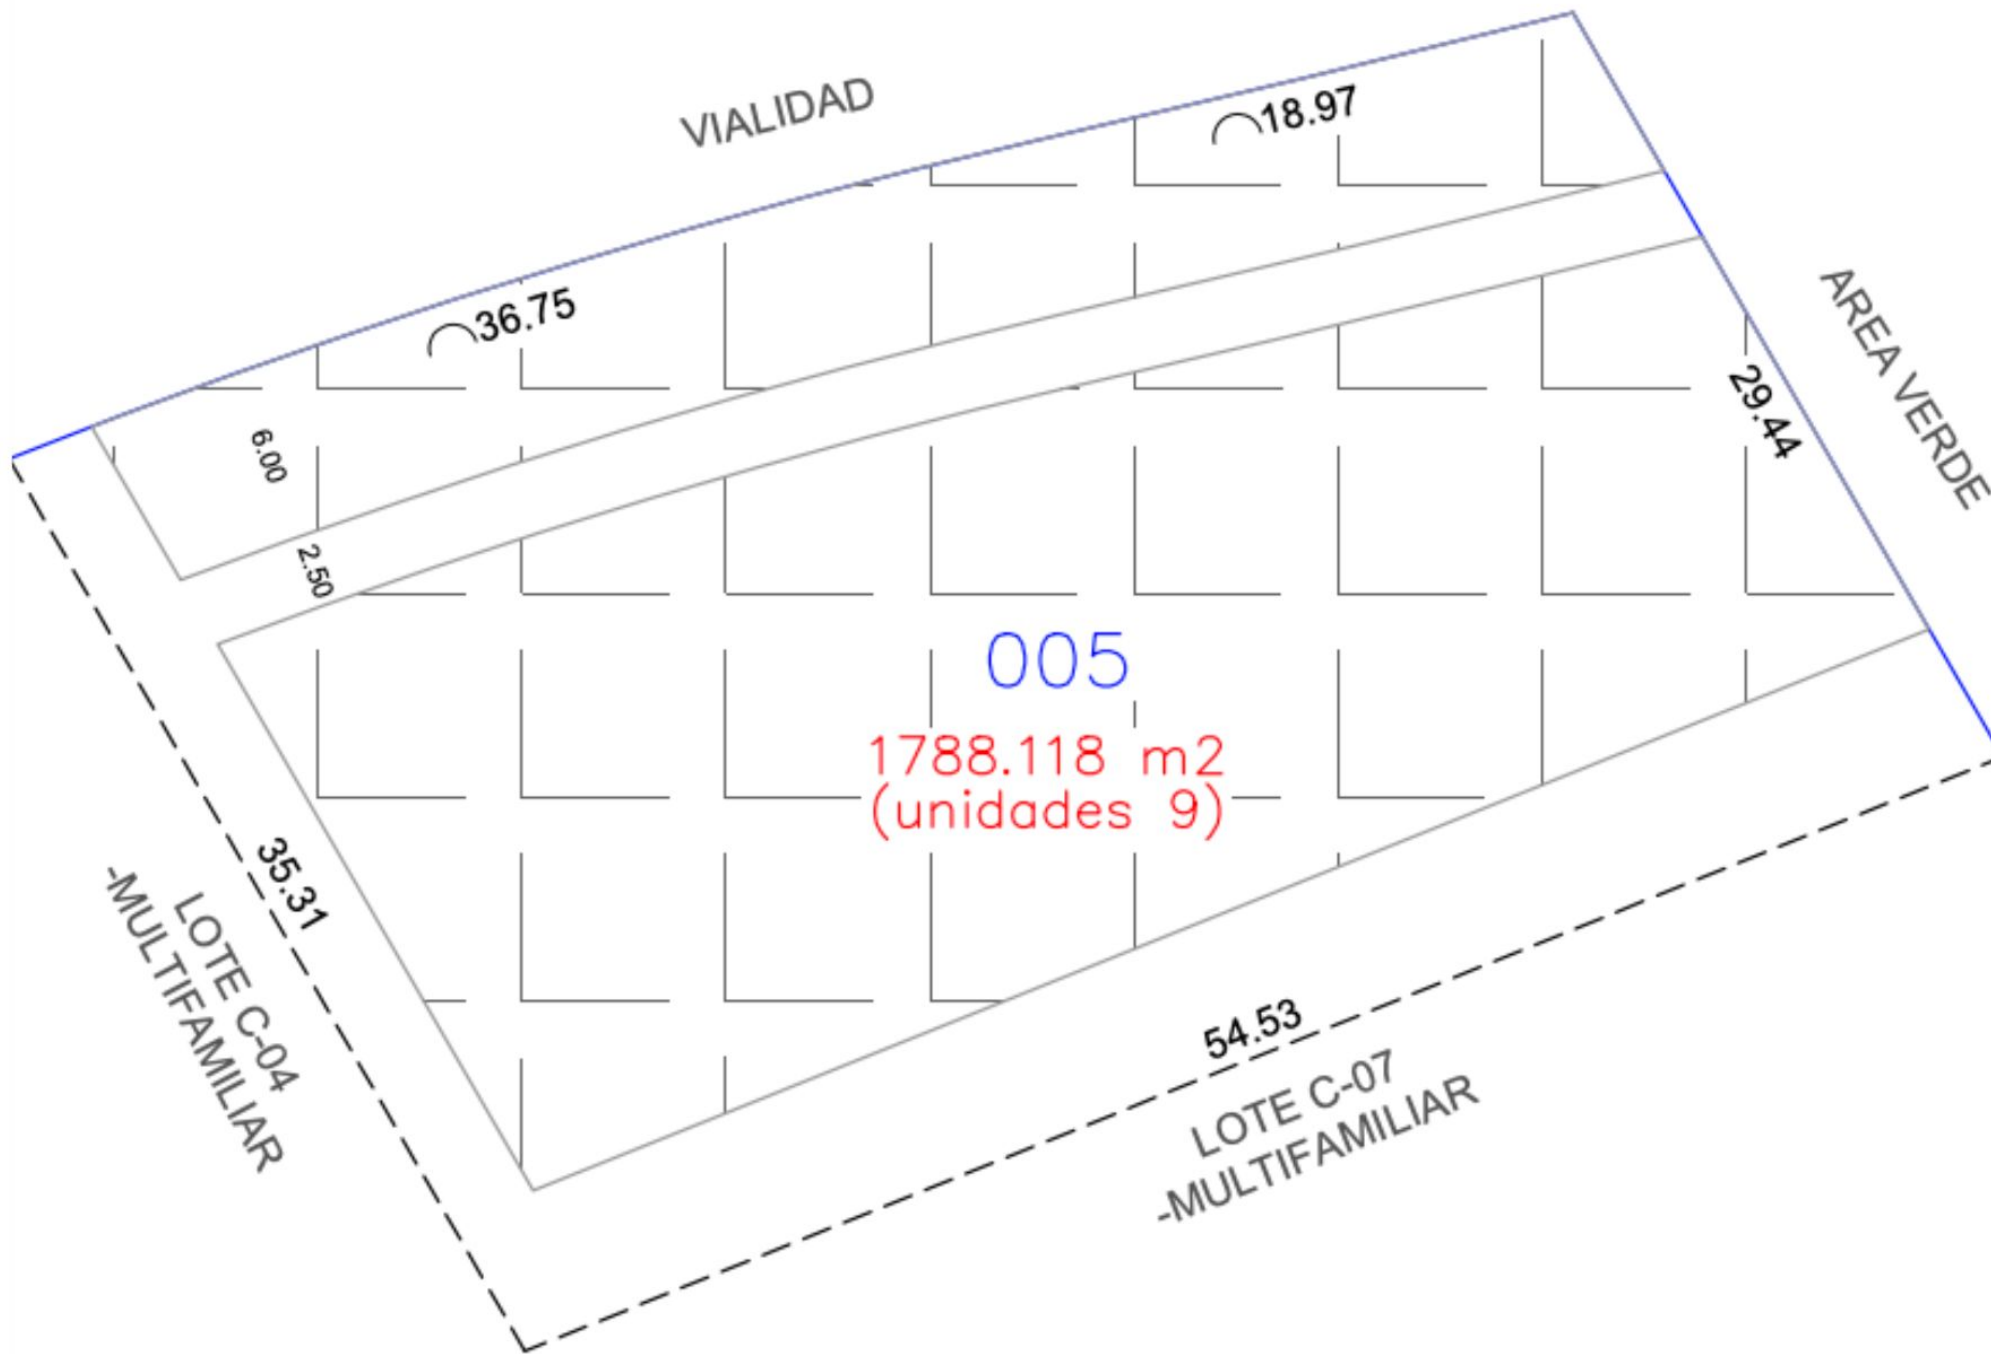 VIALIDAD
18.97
36.75
6.00
2.50
AREA VERDE
29.44
005
1788.118 m2
(unidades 9)
35.31
LOTE C-04
-MULTIFAMILIAR
54.53
LOTE C-07
-MULTIFAMILIAR